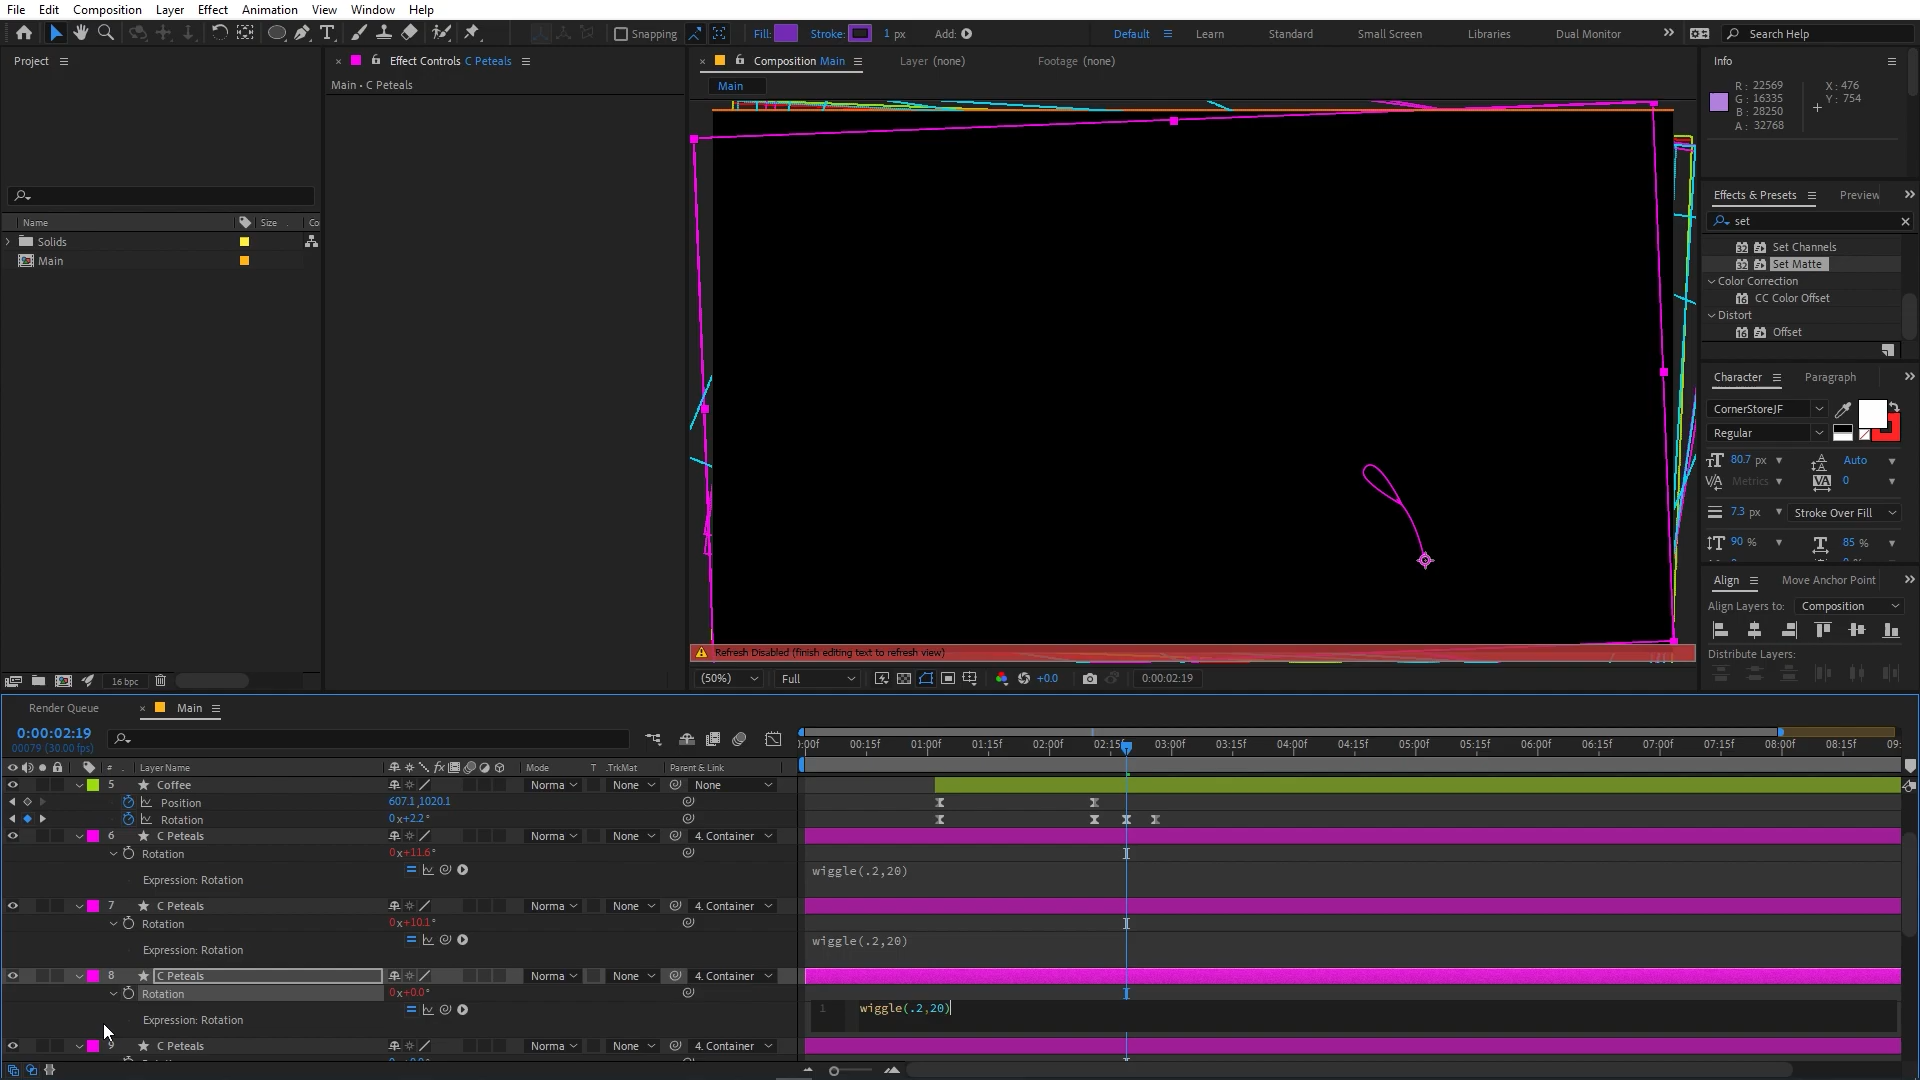 File Edit Composition Layer Effect Animation View Window Help
Snapping Fill: Stroke: 1 px Add: Default Learn Standard Small Screen Libraries Dual Monitor Search Help
Project
Effect Controls C Peteals
Main • C Peteals
Composition Main
Layer (none)
Footage (none)
Main
Info
R: 22569
G: 16335
B: 28250
A: 32768
X: 476
Y: 754
Effects & Presets Preview
set
Set Channels
Set Matte
Color Correction
CC Color Offset
Distort
Offset
Name Size Co
Solids
Main
Character Paragraph
CornerStoreJF
Regular
80.7 px Auto
Metrics 0
7.3 px Stroke Over Fill
90 % 85 %
Align Move Anchor Point
Align Layers to: Composition
Distribute Layers:
Refresh Disabled (finish editing text to refresh view)
16 bpc
(50%) Full +0.0 0:00:02:19
Render Queue Main
0:00:02:19
00079 (30.00 fps)
:00f 00:15f 01:00f 01:15f 02:00f 02:15f 03:00f 03:15f 04:00f 04:15f 05:00f 05:15f 06:00f 06:15f 07:00f 07:15f 08:00f 08:15f 09:
# Layer Name Mode T .TrkMat Parent & Link
5 Coffee Norma None None
Position 607.1,1020.1
Rotation 0x+2.2°
6 C Peteals Norma None 4. Container
Rotation 0x+11.6°
Expression: Rotation wiggle(.2,20)
7 C Peteals Norma None 4. Container
Rotation 0x+10.1°
Expression: Rotation wiggle(.2,20)
8 C Peteals Norma None 4. Container
Rotation 0x+0.0°
Expression: Rotation 1 wiggle(.2,20)
9 C Peteals Norma None 4. Container